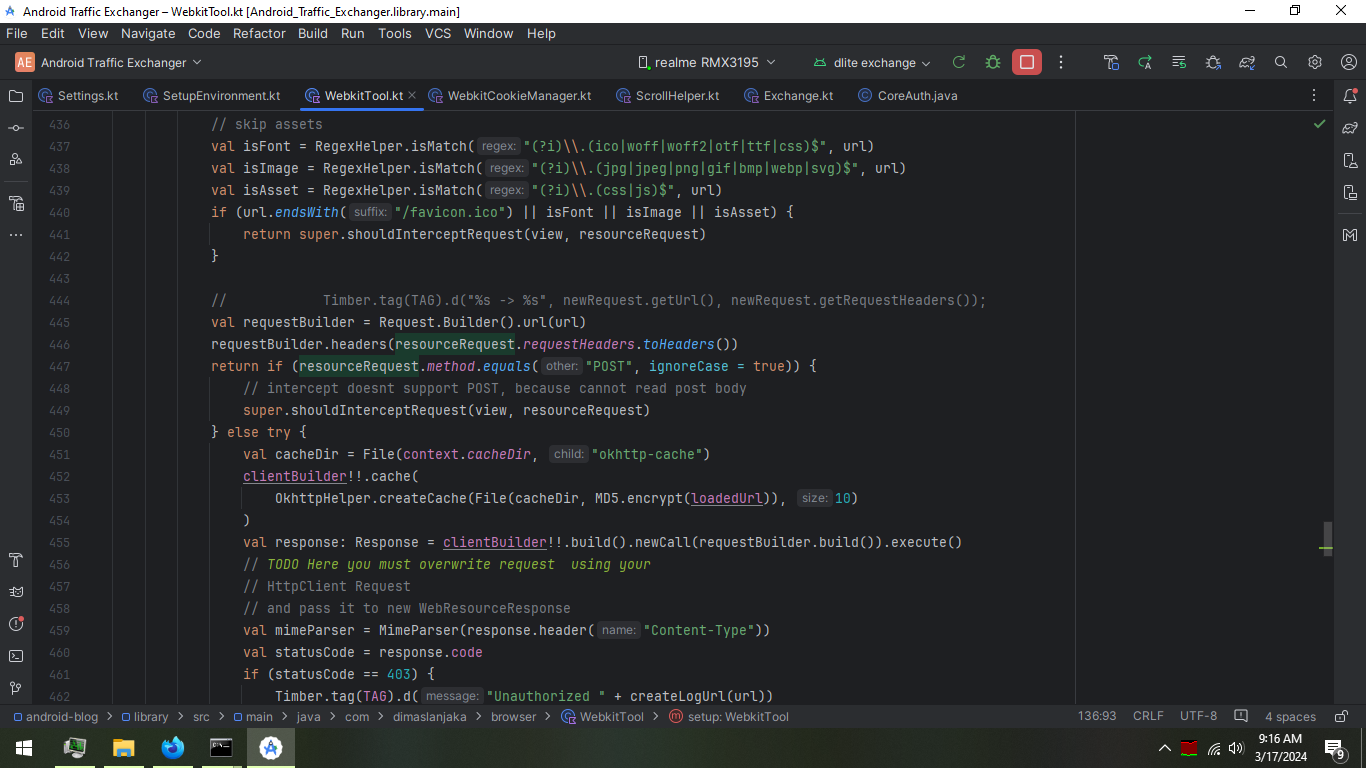 Android Traffic Exchanger – WebkitTool.kt [Android_Traffic_Exchanger.library.main]
File Edit View Navigate Code Refactor Build Run Tools VCS Window Help
AE Android Traffic Exchanger realme RMX3195 dlite exchange
Settings.kt SetupEnvironment.kt WebkitTool.kt WebkitCookieManager.kt ScrollHelper.kt Exchange.kt CoreAuth.java
436 // skip assets
437 val isFont = RegexHelper.isMatch( regex: "(?i)\\.(ico|woff|woff2|otf|ttf|css)$", url)
438 val isImage = RegexHelper.isMatch( regex: "(?i)\\.(jpg|jpeg|png|gif|bmp|webp|svg)$", url)
439 val isAsset = RegexHelper.isMatch( regex: "(?i)\\.(css|js)$", url)
440 if (url.endsWith( suffix: "/favicon.ico") || isFont || isImage || isAsset) {
441 return super.shouldInterceptRequest(view, resourceRequest)
442 }
443
444 // Timber.tag(TAG).d("%s -> %s", newRequest.getUrl(), newRequest.getRequestHeaders());
445 val requestBuilder = Request.Builder().url(url)
446 requestBuilder.headers(resourceRequest.requestHeaders.toHeaders())
447 return if (resourceRequest.method.equals( other: "POST", ignoreCase = true)) {
448 // intercept doesnt support POST, because cannot read post body
449 super.shouldInterceptRequest(view, resourceRequest)
450 } else try {
451 val cacheDir = File(context.cacheDir, child: "okhttp-cache")
452 clientBuilder!!.cache(
453 OkhttpHelper.createCache(File(cacheDir, MD5.encrypt(loadedUrl)), size: 10)
454 )
455 val response: Response = clientBuilder!!.build().newCall(requestBuilder.build()).execute()
456 // TODO Here you must overwrite request  using your
457 // HttpClient Request
458 // and pass it to new WebResourceResponse
459 val mimeParser = MimeParser(response.header( name: "Content-Type"))
460 val statusCode = response.code
461 if (statusCode == 403) {
462 Timber.tag(TAG).d( message: "Unauthorized " + createLogUrl(url))
android-blog > library > src > main > java > com > dimaslanjaka > browser > WebkitTool > setup: WebkitTool 136:93 CRLF UTF-8 4 spaces
9:16 AM
3/17/2024
9